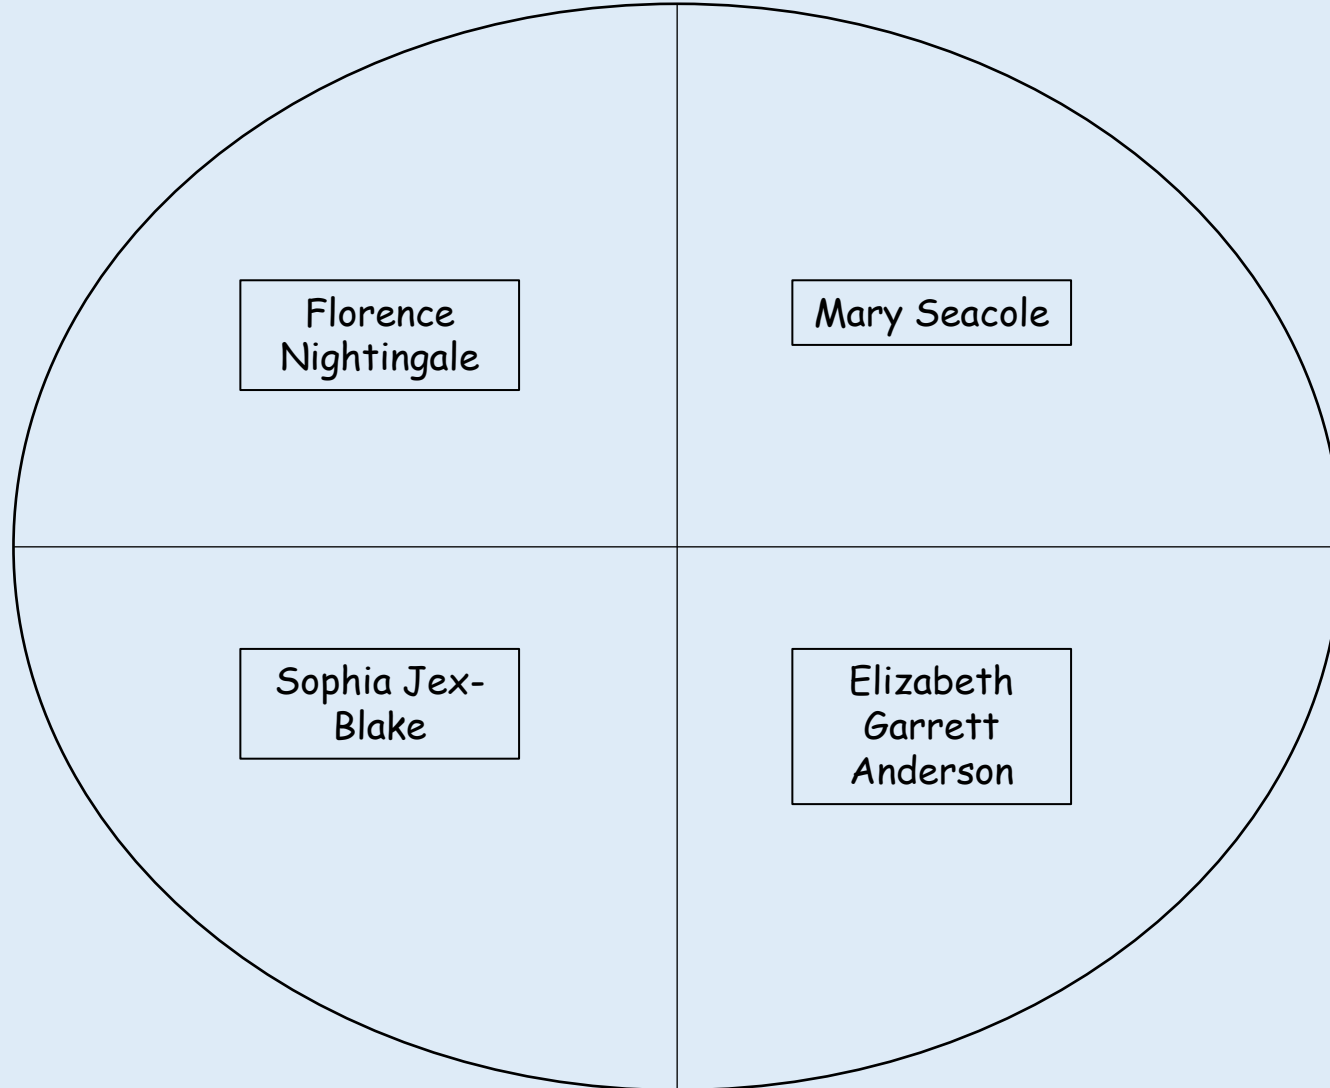 Florence
Nightingale
Mary Seacole
Sophia Jex-
Blake
Elizabeth
Garrett
Anderson